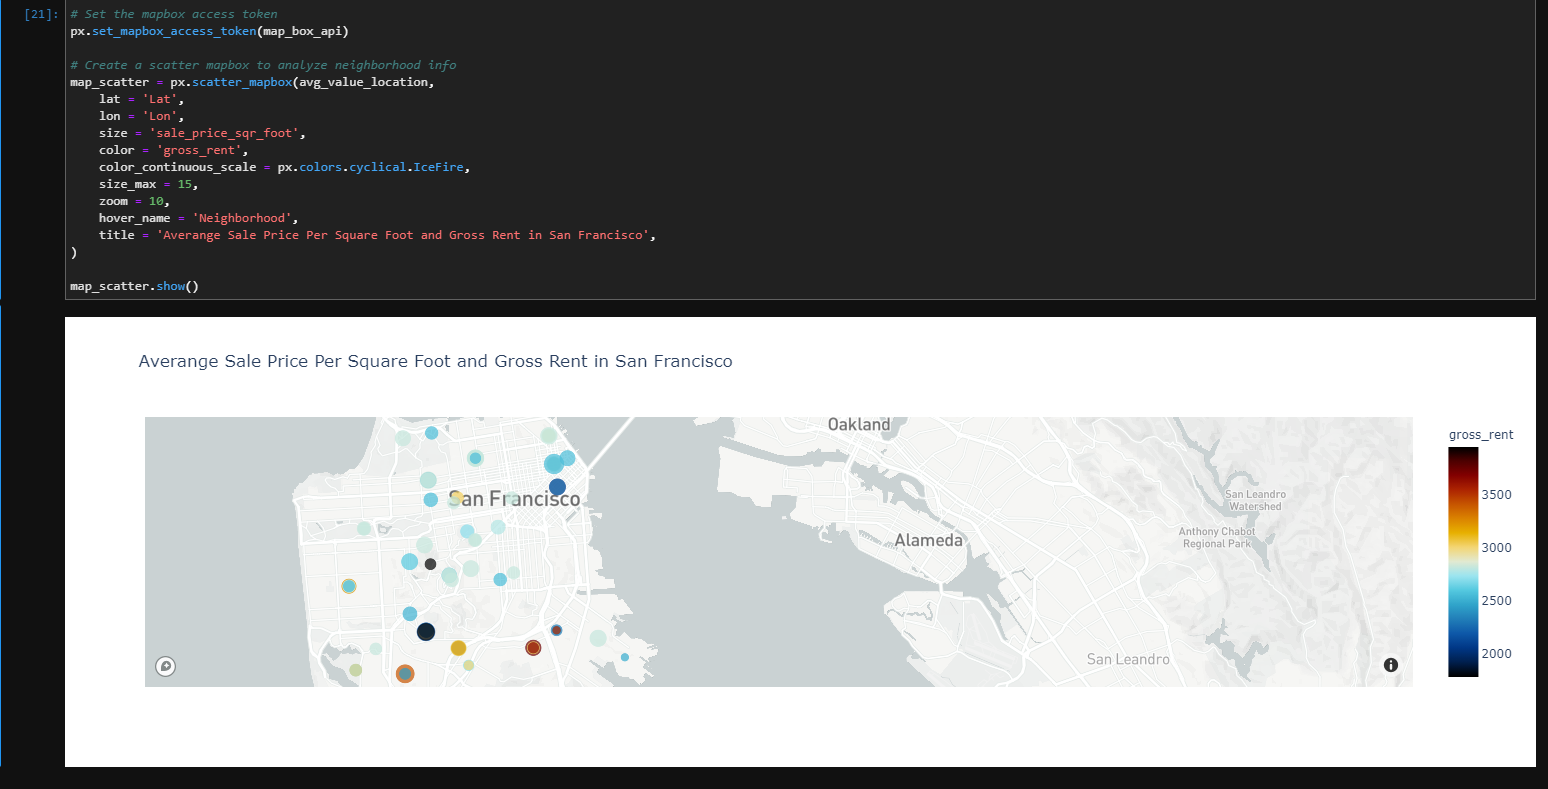 [21]:
# Set the mapbox access token
px.set_mapbox_access_token(map_box_api)
# Create a scatter mapbox to analyze neighborhood info
map_scatter = px.scatter_mapbox(avg_value_location,
    lat = 'Lat',
    lon = 'Lon',
    size = 'sale_price_sqr_foot',
    color = 'gross_rent',
    color_continuous_scale = px.colors.cyclical.IceFire,
    size_max = 15,
    zoom = 10,
    hover_name = 'Neighborhood',
    title = 'Averange Sale Price Per Square Foot and Gross Rent in San Francisco',
)
map_scatter.show()
Averange Sale Price Per Square Foot and Gross Rent in San Francisco
Oakland
gross_rent
San Francisco
San Leandro
Watershed
3500
Anthony Chabot
Regional Park
Alameda
3000
2500
San Leandro
2000